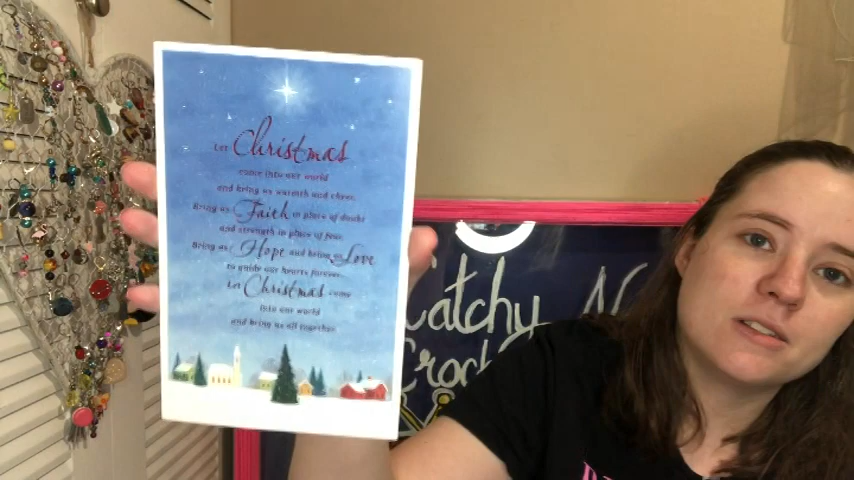 Let Christmas
come into our world
and bring us warmth and cheer.
Bring us Faith in place of doubt
and strength in place of fear.
Bring us Hope and bring us Love
to guide our hearts forever.
Let Christmas come
into our world
and bring us all together.
Catchy N
Croch